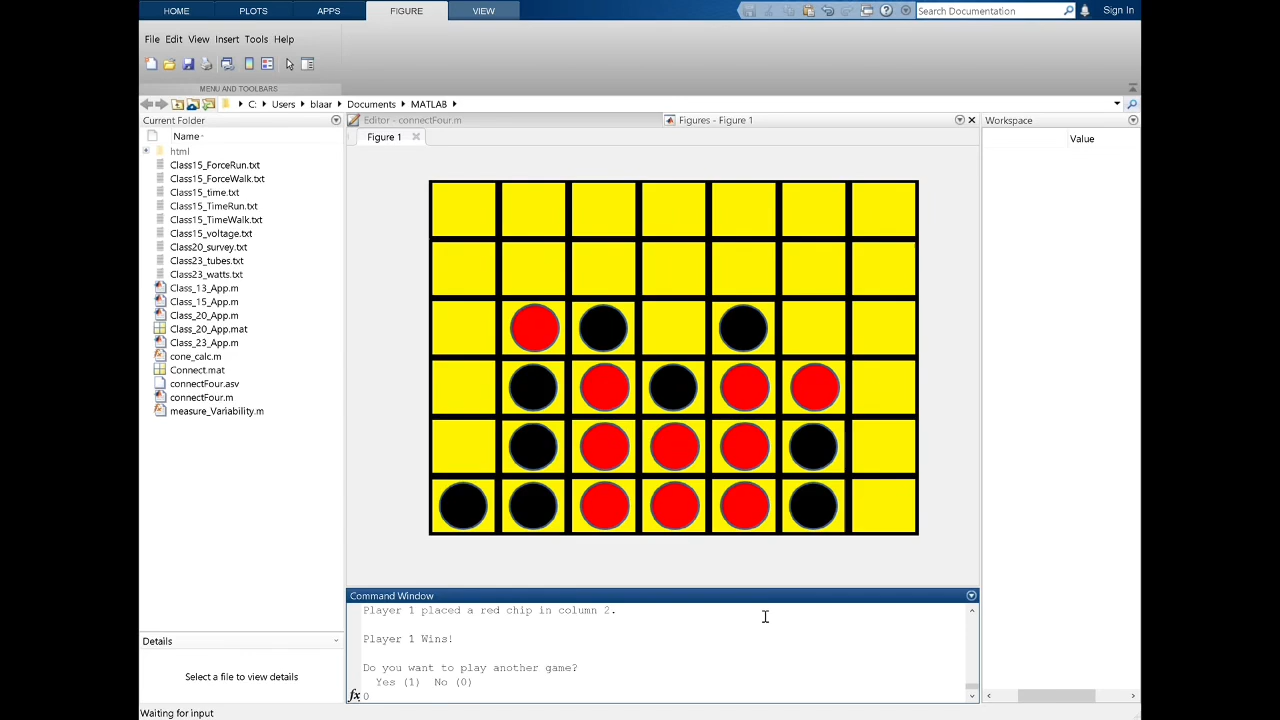 HOME PLOTS APPS FIGURE VIEW Search Documentation Sign In
File Edit View Insert Tools Help
MENU AND TOOLBARS
C: Users blaar Documents MATLAB
Current Folder
Name
html
Class15_ForceRun.txt
Class15_ForceWalk.txt
Class15_time.txt
Class15_TimeRun.txt
Class15_TimeWalk.txt
Class15_voltage.txt
Class20_survey.txt
Class23_tubes.txt
Class23_watts.txt
Class_13_App.m
Class_15_App.m
Class_20_App.m
Class_20_App.mat
Class_23_App.m
cone_calc.m
Connect.mat
connectFour.asv
connectFour.m
measure_Variability.m
Details
Select a file to view details
Waiting for input
Editor - connectFour.m
Figures - Figure 1
Figure 1
Command Window
Player 1 placed a red chip in column 2.
Player 1 Wins!
Do you want to play another game?
Yes (1) No (0)
fx 0
Workspace
Value